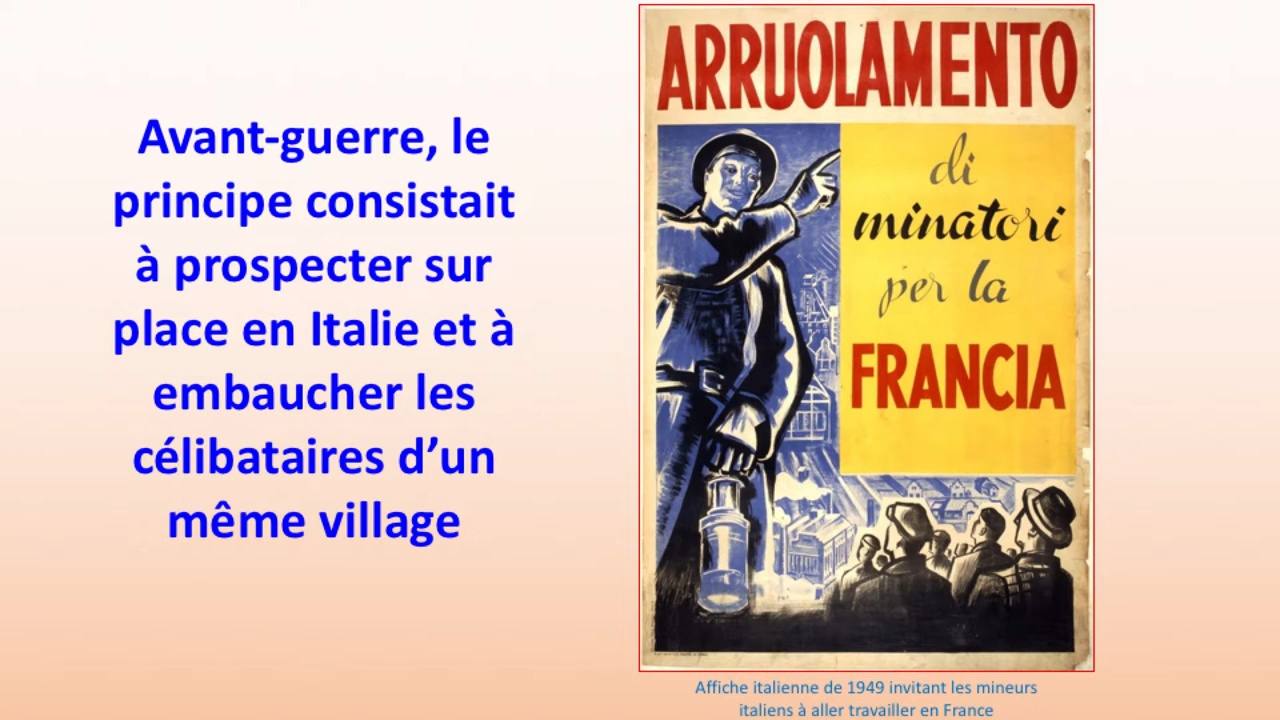 Avant-guerre, le
principe consistait
à prospecter sur
place en Italie et à
embaucher les
célibataires d’un
même village
ARRUOLAMENTO
di
minatori
per la
FRANCIA
Affiche italienne de 1949 invitant les mineurs
italiens à aller travailler en France